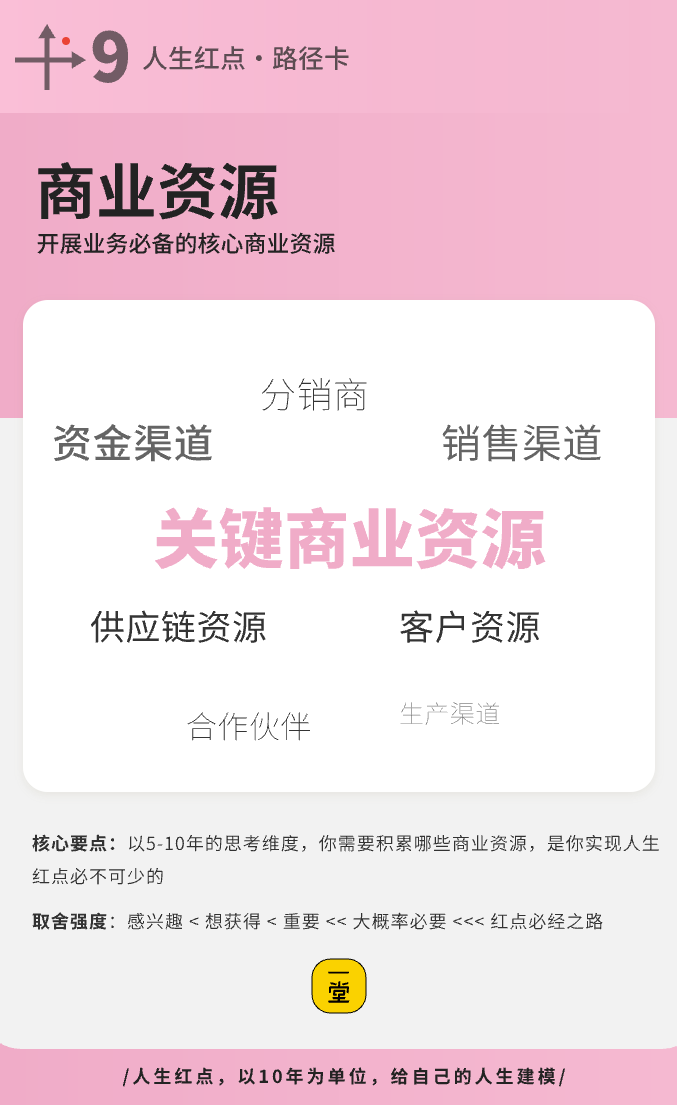 9 人生红点·路径卡
商业资源
开展业务必备的核心商业资源
分销商
资金渠道 销售渠道
关键商业资源
供应链资源 客户资源
合作伙伴 生产渠道
核心要点：以5-10年的思考维度，你需要积累哪些商业资源，是你实现人生
红点必不可少的
取舍强度：感兴趣 < 想获得 < 重要 << 大概率必要 <<< 红点必经之路
一
堂
/人生红点，以10年为单位，给自己的人生建模/